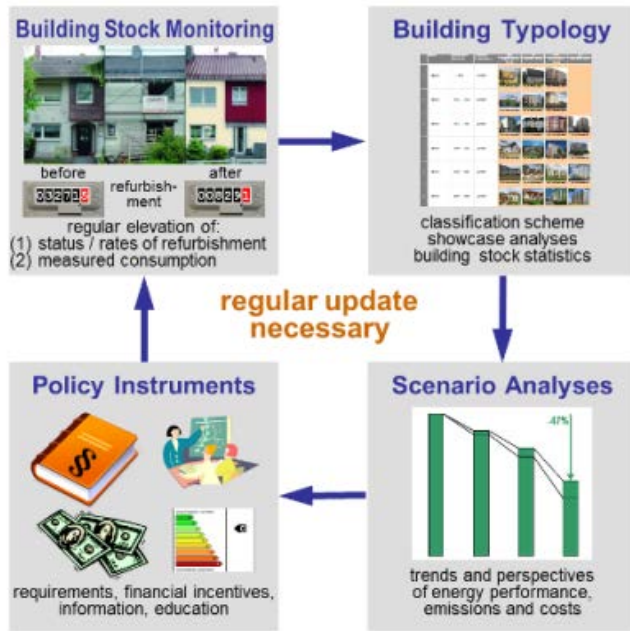 Building Stock Monitoring
before
after
refurbish-
ment
regular elevation of:
(1) status / rates of refurbishment
(2) measured consumption
Building Typology
classification scheme
showcase analyses
building stock statistics
regular update
necessary
Policy Instruments
§
requirements, financial incentives,
information, education
Scenario Analyses
-47%
trends and perspectives
of energy performance,
emissions and costs